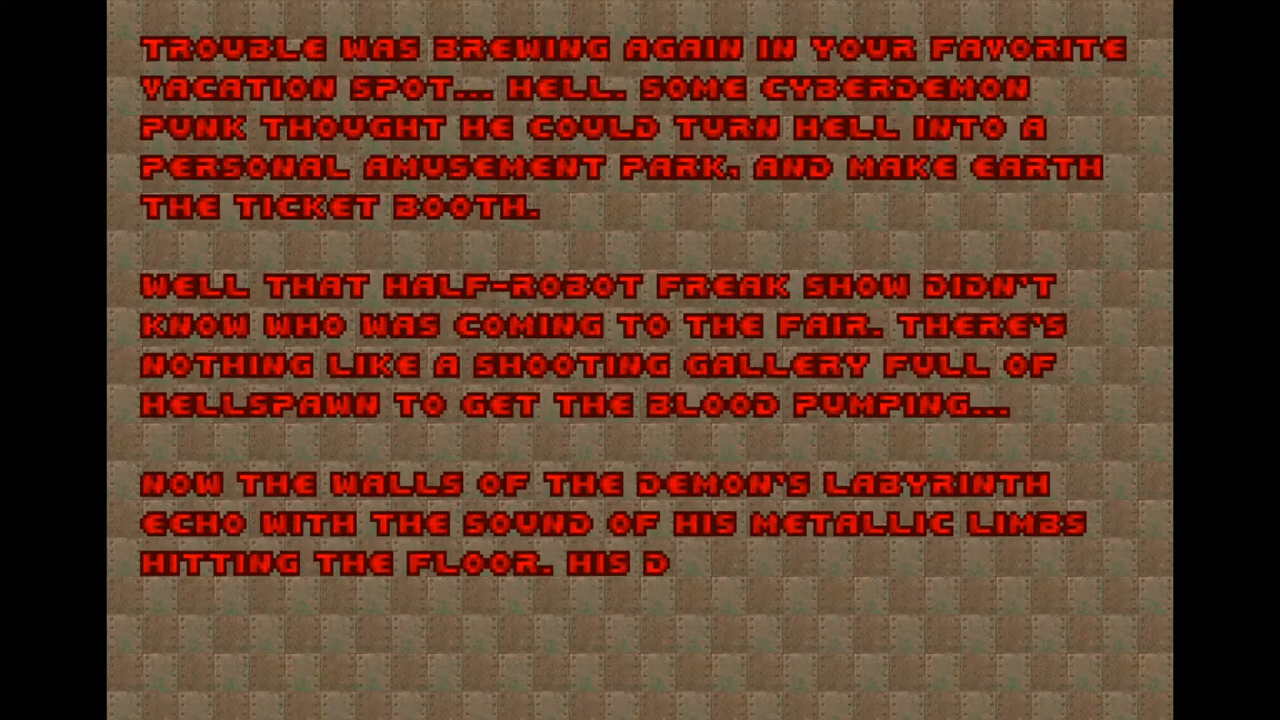 TROUBLE WAS BREWING AGAIN IN YOUR FAVORITE
VACATION SPOT... HELL. SOME CYBERDEMON
PUNK THOUGHT HE COULD TURN HELL INTO A
PERSONAL AMUSEMENT PARK, AND MAKE EARTH
THE TICKET BOOTH.
WELL THAT HALF-ROBOT FREAK SHOW DIDN'T
KNOW WHO WAS COMING TO THE FAIR. THERE'S
NOTHING LIKE A SHOOTING GALLERY FULL OF
HELLSPAWN TO GET THE BLOOD PUMPING...
NOW THE WALLS OF THE DEMON'S LABYRINTH
ECHO WITH THE SOUND OF HIS METALLIC LIMBS
HITTING THE FLOOR. HIS D